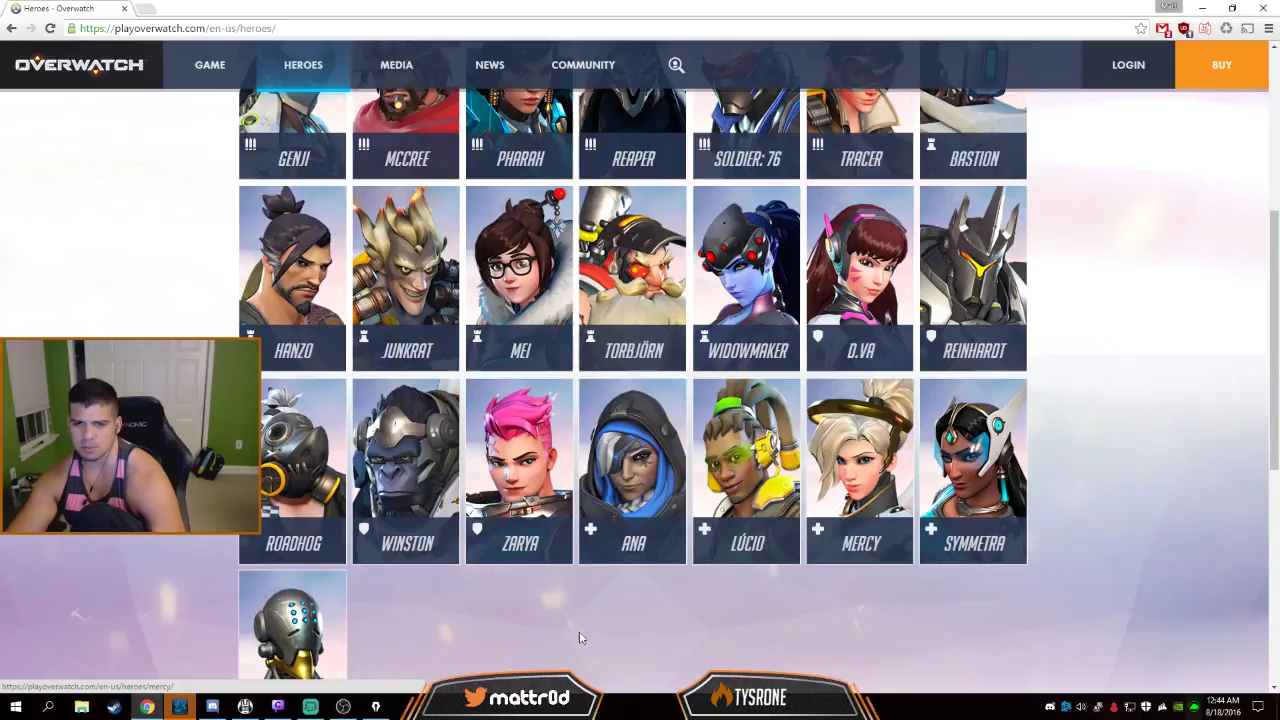 Heroes - Overwatch
Matt
https://playoverwatch.com/en-us/heroes/
OVERWATCH
GAME
HEROES
MEDIA
NEWS
COMMUNITY
LOGIN
BUY
GENJI
MCCREE
PHARAH
REAPER
SOLDIER: 76
TRACER
BASTION
HANZO
JUNKRAT
MEI
TORBJÖRN
WIDOWMAKER
D.VA
REINHARDT
ROADHOG
WINSTON
ZARYA
ANA
LÚCIO
MERCY
SYMMETRA
https://playoverwatch.com/en-us/heroes/mercy/
mattr0d
TYSRONE
12:44 AM
8/18/2016